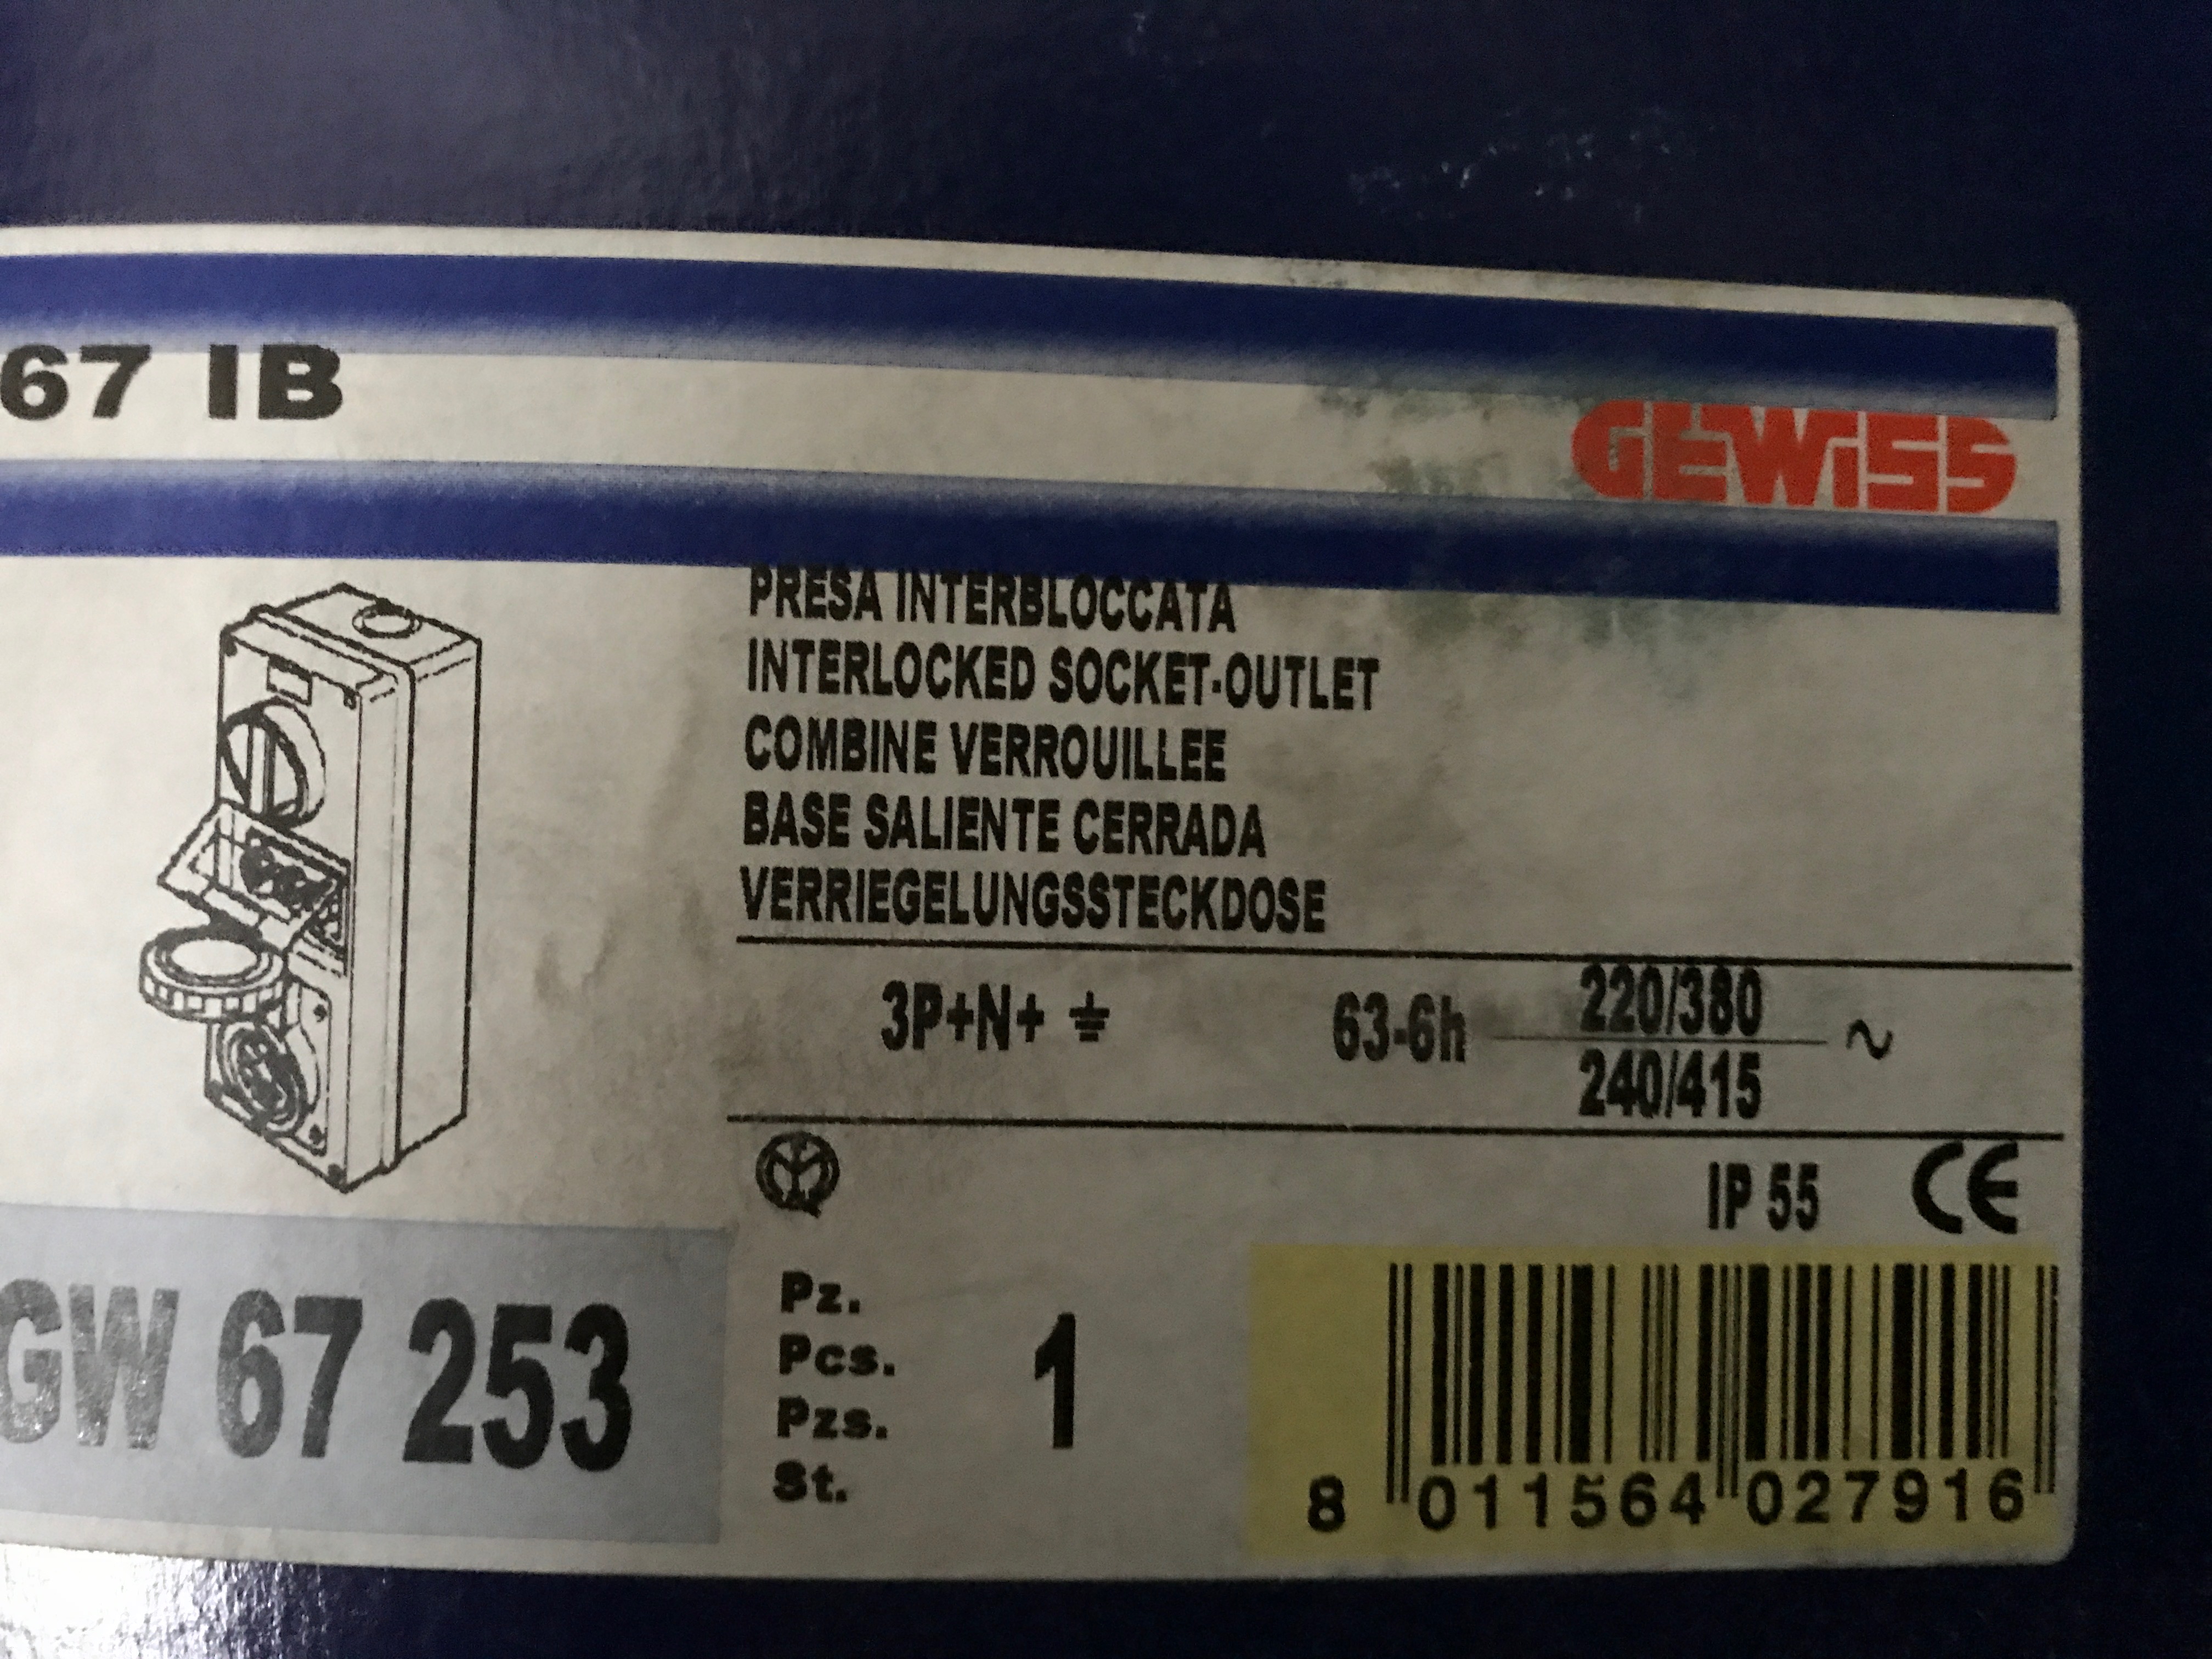 67 IB
GEWISS
PRESA INTERBLOCCATA
INTERLOCKED SOCKET-OUTLET
COMBINE VERROUILLEE
BASE SALIENTE CERRADA
VERRIEGELUNGSSTECKDOSE
3P+N+⏚ 63-6h 220/380 ~
240/415
IP 55 CE
GW 67 253
Pz.
Pcs. 1
Pzs.
St.
8 011564 027916